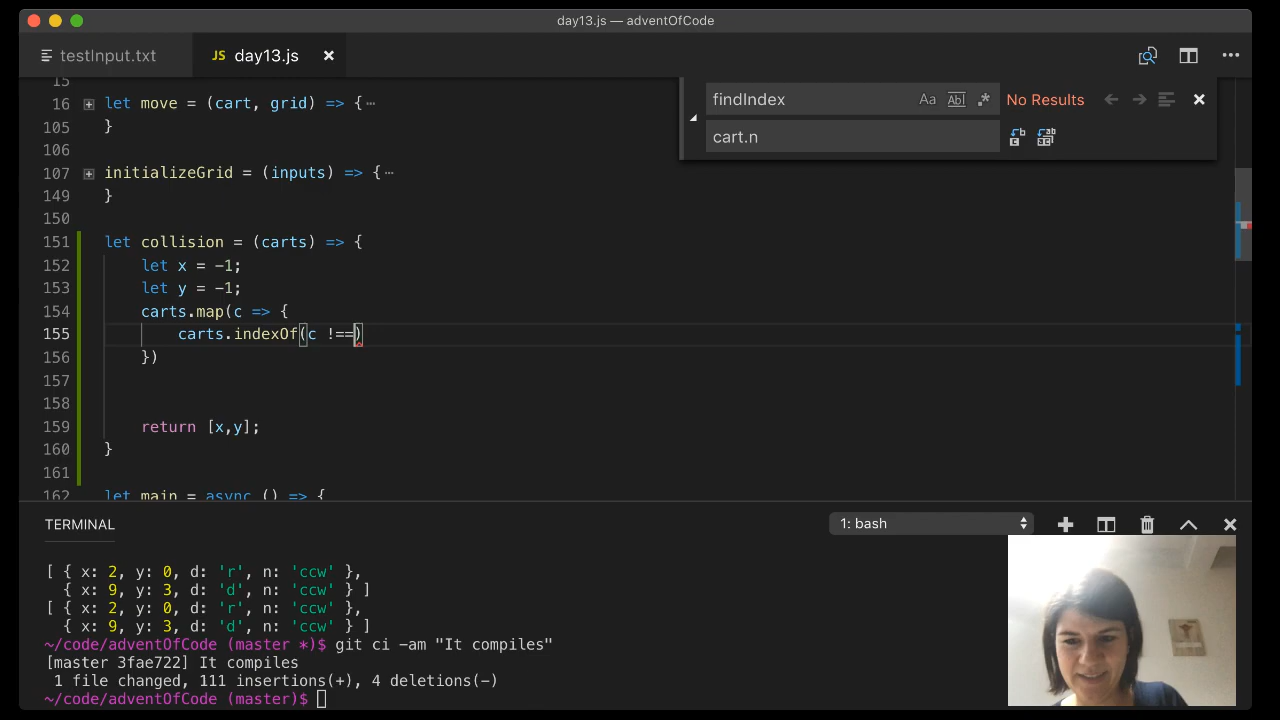 day13.js — adventOfCode
testInput.txt
JS day13.js
findIndex
Aa Abl .* No Results
cart.n
15
16 let move = (cart, grid) => {⋯
105 }
106
107 initializeGrid = (inputs) => {⋯
149 }
150
151 let collision = (carts) => {
152 let x = -1;
153 let y = -1;
154 carts.map(c => {
155 carts.indexOf(c !==)
156 })
157
158
159 return [x,y];
160 }
161
162 let main = async () => {
TERMINAL
1: bash
[ { x: 2, y: 0, d: 'r', n: 'ccw' },
{ x: 9, y: 3, d: 'd', n: 'ccw' } ]
[ { x: 2, y: 0, d: 'r', n: 'ccw' },
{ x: 9, y: 3, d: 'd', n: 'ccw' } ]
~/code/adventOfCode (master *)$ git ci -am "It compiles"
[master 3fae722] It compiles
1 file changed, 111 insertions(+), 4 deletions(-)
~/code/adventOfCode (master)$